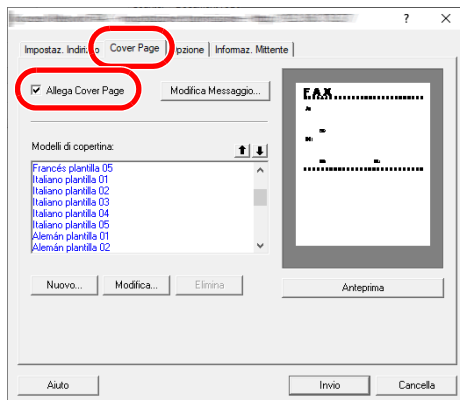 ?
Impostaz. Indiri
o
Cover Page
pzione
Informaz. Mittente
Allega Cover Page
Modifica Messaggio...
FAX
Modelli di copertina:
Francés plantilla 05
Italiano plantilla 01
Italiano plantilla 02
Italiano plantilla 03
Italiano plantilla 04
Italiano plantilla 05
Alemán plantilla 01
Alemán plantilla 02
Nuovo...
Modifica...
Elimina
Anteprima
Aiuto
Invio
Cancella